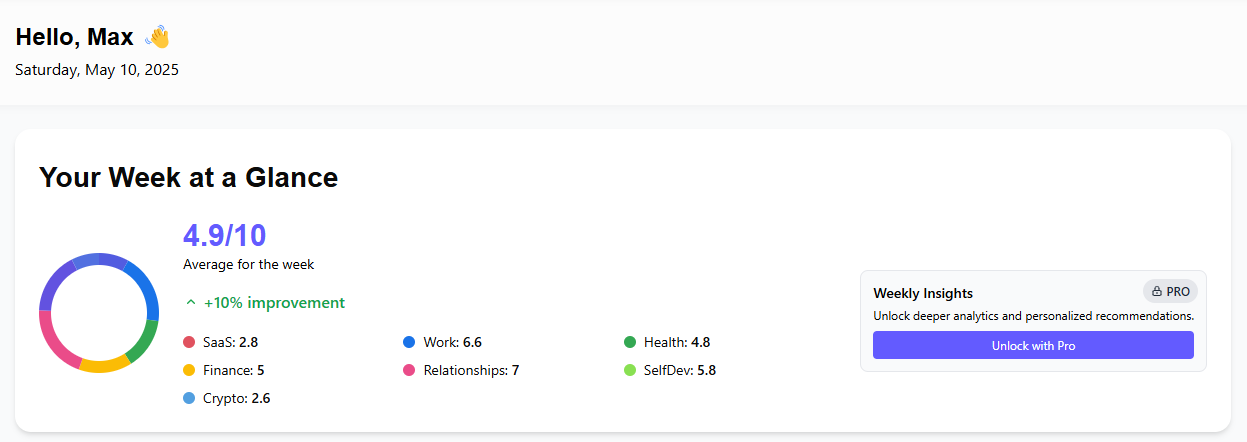 Hello, Max 👋
Saturday, May 10, 2025
Your Week at a Glance
4.9/10
Average for the week
+10% improvement
SaaS: 2.8
Work: 6.6
Health: 4.8
Finance: 5
Relationships: 7
SelfDev: 5.8
Crypto: 2.6
Weekly Insights
PRO
Unlock deeper analytics and personalized recommendations.
Unlock with Pro